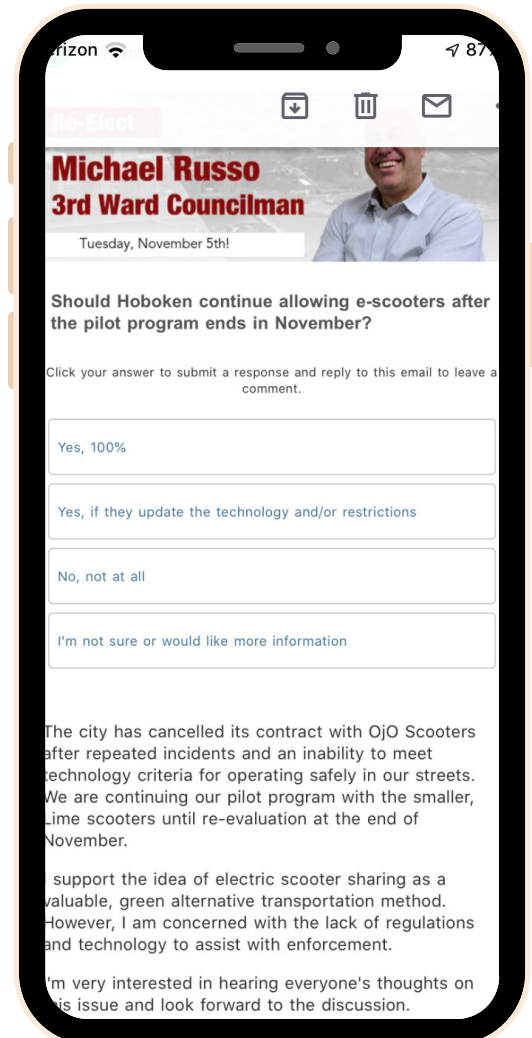 87
Re-Elect
Michael Russo
3rd Ward Councilman
Tuesday, November 5th!
Should Hoboken continue allowing e-scooters after
the pilot program ends in November?
Click your answer to submit a response and reply to this email to leave a
comment.
Yes, 100%
Yes, if they update the technology and/or restrictions
No, not at all
I'm not sure or would like more information
The city has cancelled its contract with OjO Scooters
after repeated incidents and an inability to meet
technology criteria for operating safely in our streets.
We are continuing our pilot program with the smaller,
Lime scooters until re-evaluation at the end of
November.
I support the idea of electric scooter sharing as a
valuable, green alternative transportation method.
However, I am concerned with the lack of regulations
and technology to assist with enforcement.
I'm very interested in hearing everyone's thoughts on
this issue and look forward to the discussion.